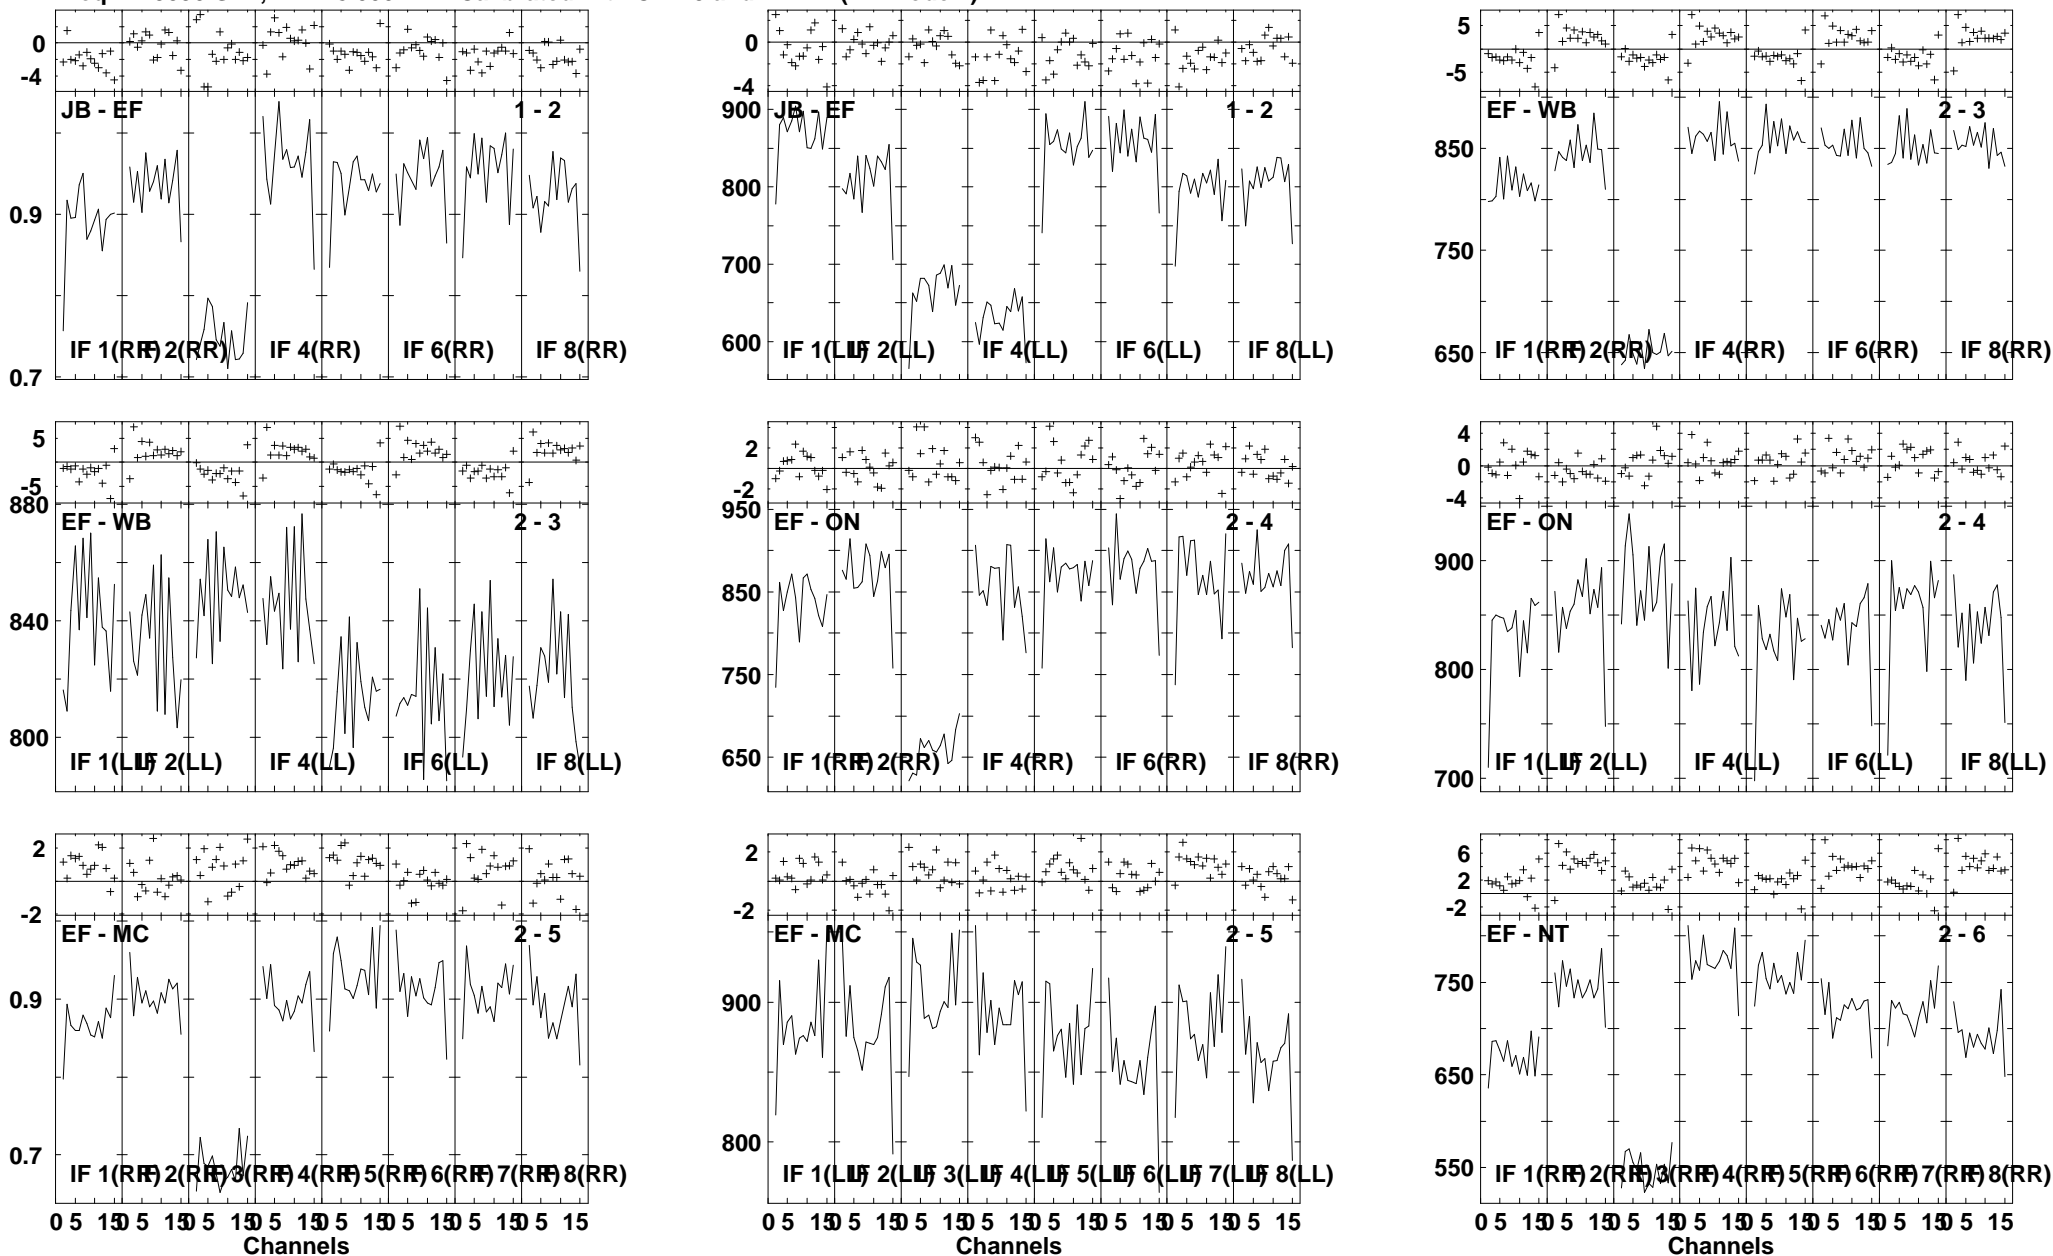 0
-4
JB - EF
1 - 2
0.9
0.7
IF 1(RR)
IF 2(RR)
IF 4(RR)
IF 6(RR)
IF 8(RR)
0
-4
900
JB - EF
1 - 2
800
700
600
IF 1(LL)
IF 2(LL)
IF 4(LL)
IF 6(LL)
IF 8(LL)
5
-5
EF - WB
2 - 3
850
750
650
IF 1(RR)
IF 2(RR)
IF 4(RR)
IF 6(RR)
IF 8(RR)
5
-5
880
EF - WB
2 - 3
840
800
IF 1(LL)
IF 2(LL)
IF 4(LL)
IF 6(LL)
IF 8(LL)
2
-2
950
EF - ON
2 - 4
850
750
650
IF 1(RR)
IF 2(RR)
IF 4(RR)
IF 6(RR)
IF 8(RR)
4
0
-4
EF - ON
2 - 4
900
800
700
IF 1(LL)
IF 2(LL)
IF 4(LL)
IF 6(LL)
IF 8(LL)
2
-2
EF - MC
2 - 5
0.9
0.7
IF 1(RR)
IF 2(RR)
IF 3(RR)
IF 4(RR)
IF 5(RR)
IF 6(RR)
IF 7(RR)
IF 8(RR)
0 5 15 0 5 15 0 5 15 0 5 15 0 5 15 0 5 15 0 5 15 0 5 15
Channels
2
-2
EF - MC
2 - 5
900
800
IF 1(LL)
IF 2(LL)
IF 3(LL)
IF 4(LL)
IF 5(LL)
IF 6(LL)
IF 7(LL)
IF 8(LL)
0 5 15 0 5 15 0 5 15 0 5 15 0 5 15 0 5 15 0 5 15 0 5 15
Channels
6
2
-2
EF - NT
2 - 6
750
650
550
IF 1(RR)
IF 2(RR)
IF 3(RR)
IF 4(RR)
IF 5(RR)
IF 6(RR)
IF 7(RR)
IF 8(RR)
0 5 15 0 5 15 0 5 15 0 5 15 0 5 15 0 5 15 0 5 15 0 5 15
Channels